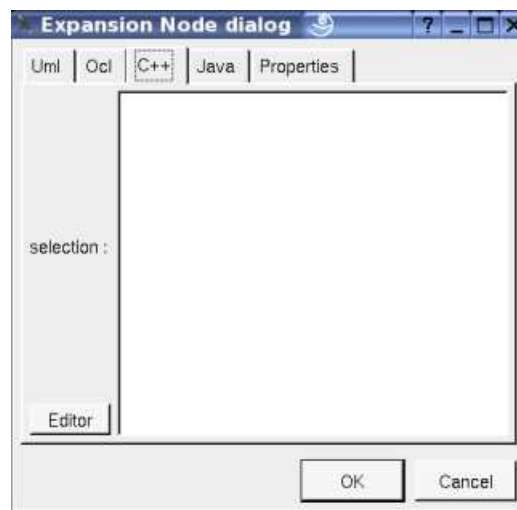 Expansion Node dialog ? _ □ X
Uml Ocl C++ Java Properties
selection :
Editor
OK Cancel